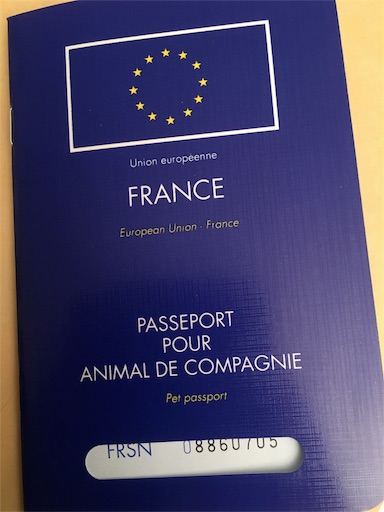 Union européenne
FRANCE
European Union · France
PASSEPORT
POUR
ANIMAL DE COMPAGNIE
Pet passport
FRSN 08860705